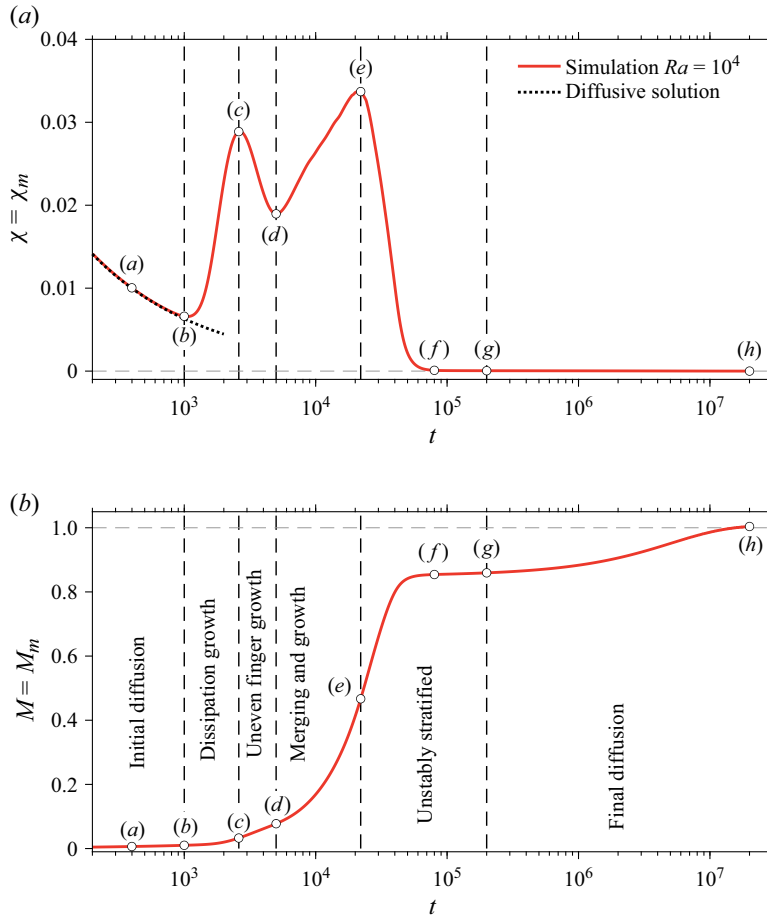 (a)
0.04
0.03
0.02
0.01
0
χ = χm
Simulation Ra = 10^4
Diffusive solution
(a)
(b)
(c)
(d)
(e)
(f)
(g)
(h)
10^3
10^4
10^5
10^6
10^7
t
(b)
1.0
0.8
0.6
0.4
0.2
0
M = Mm
Initial diffusion
Dissipation growth
Uneven finger growth
Merging and growth
Unstably stratified
Final diffusion
(a)
(b)
(c)
(d)
(e)
(f)
(g)
(h)
10^3
10^4
10^5
10^6
10^7
t